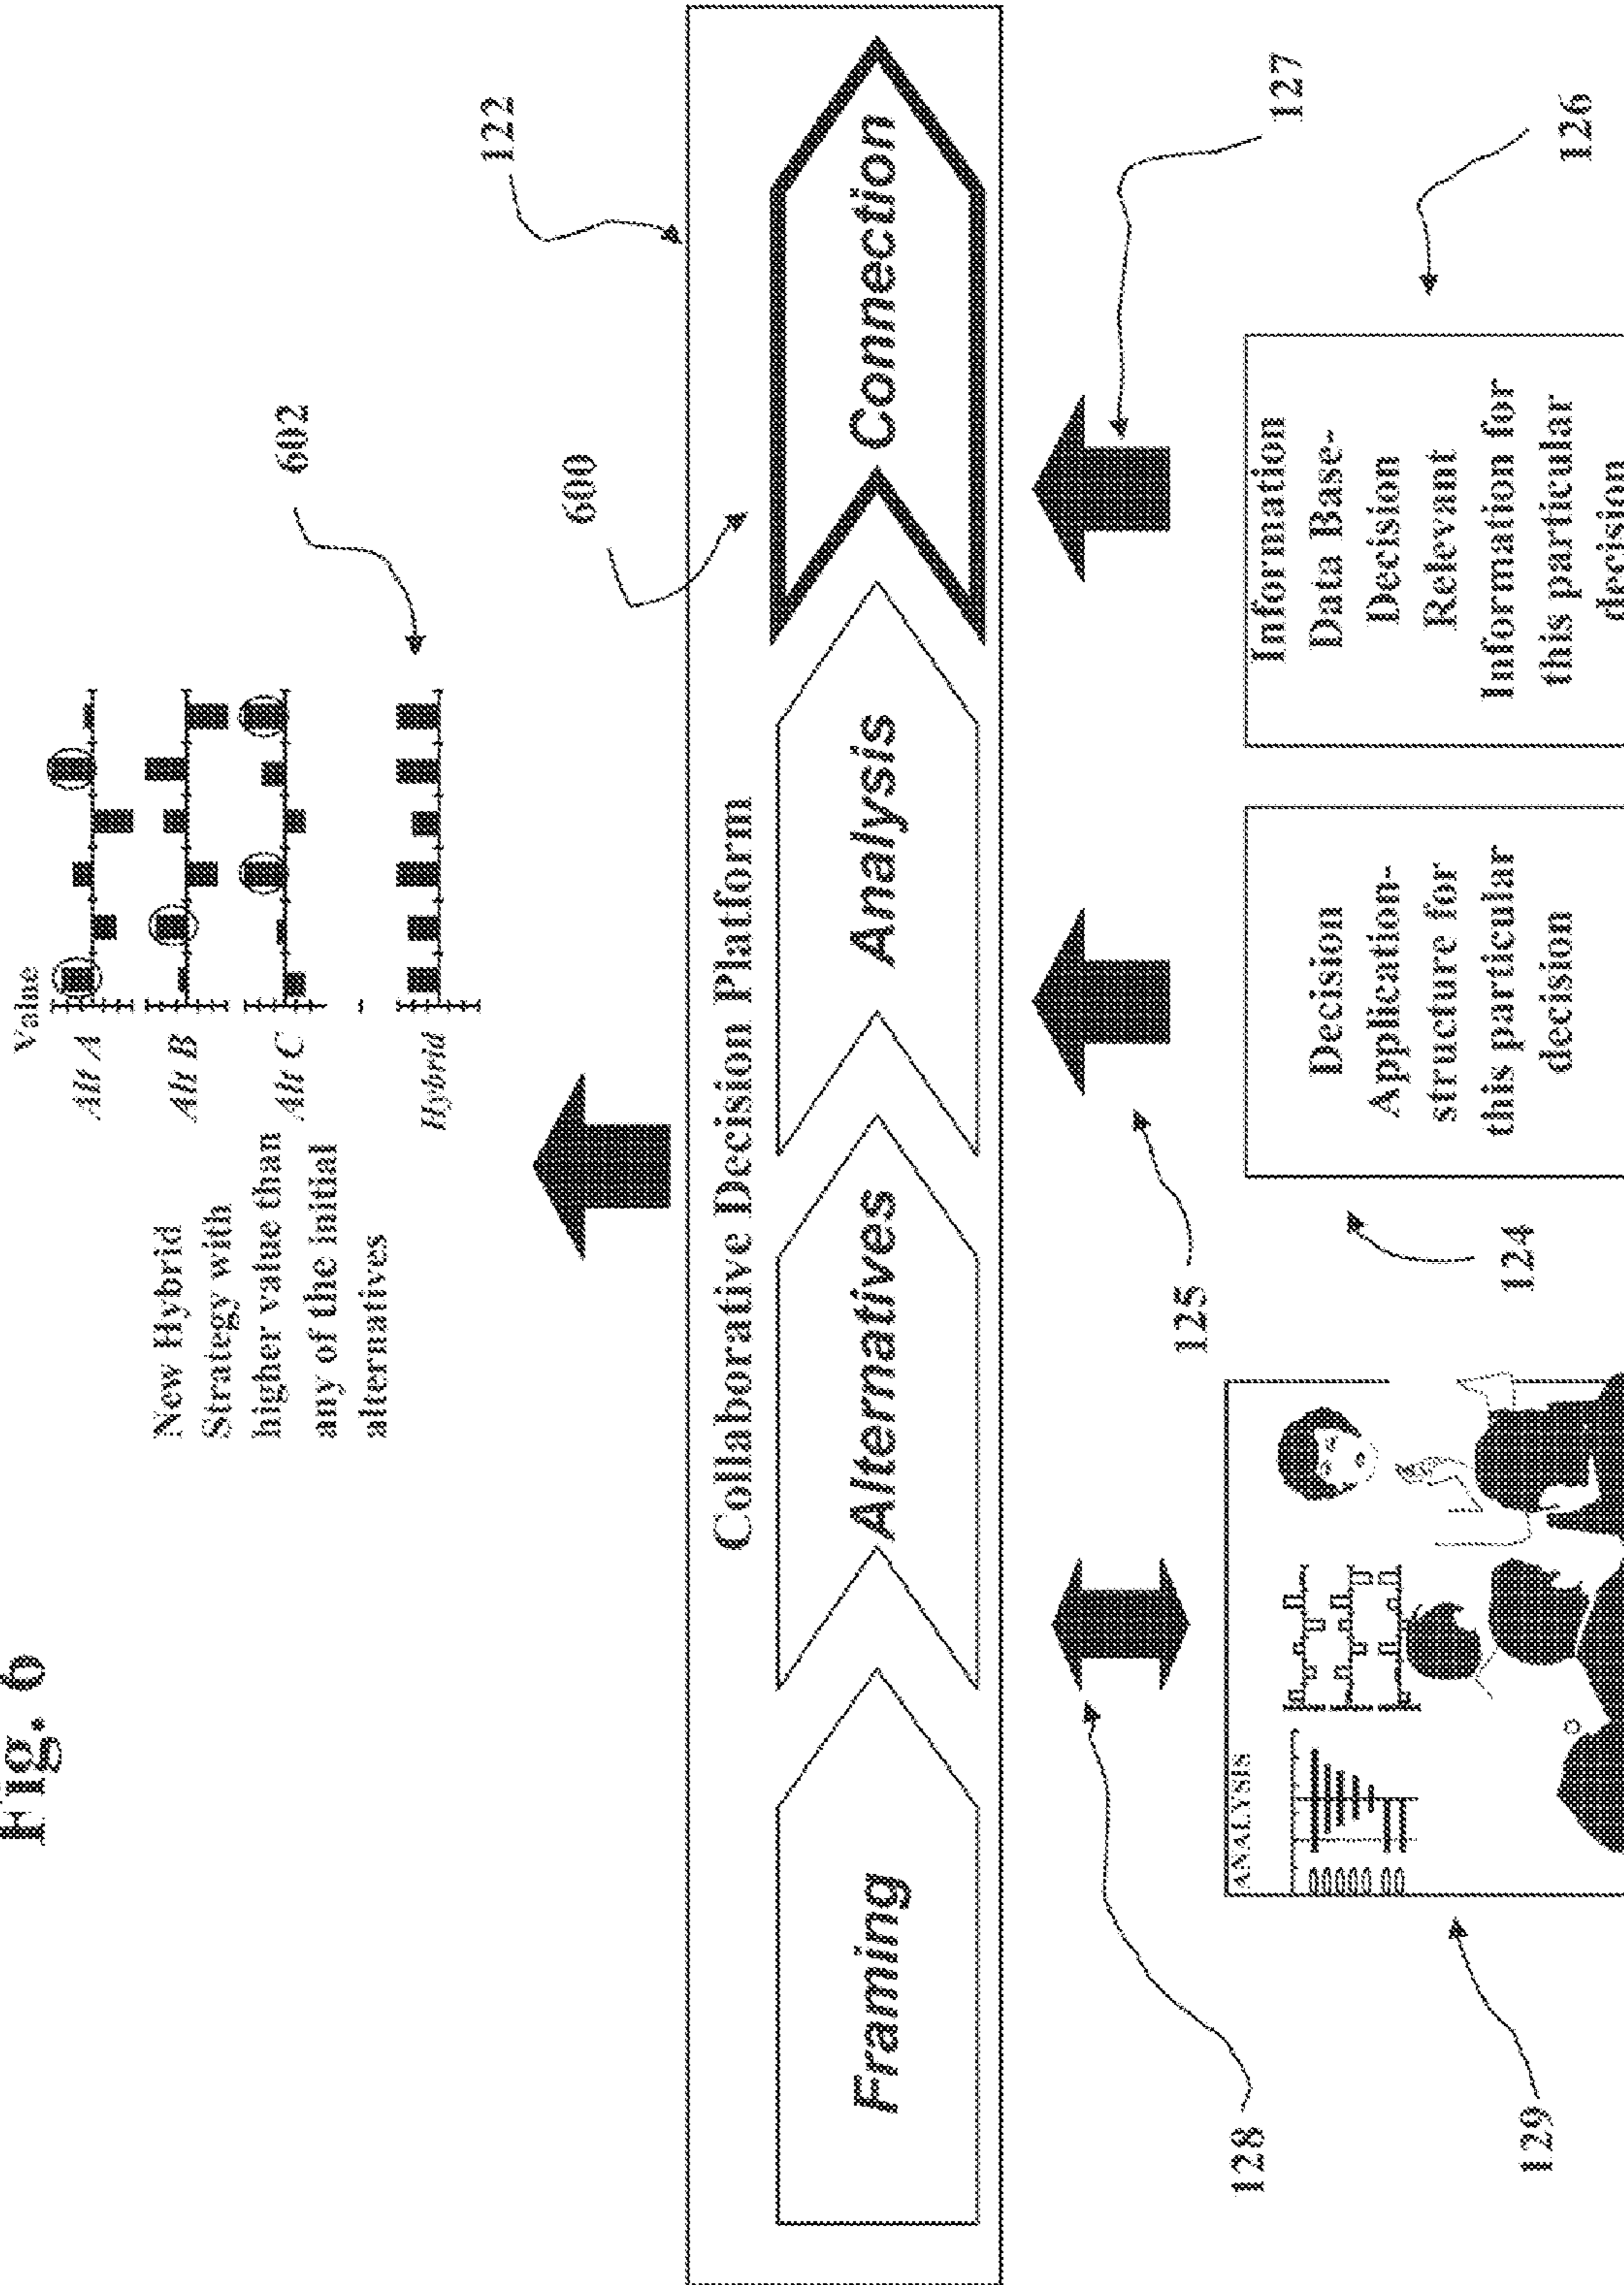 Fig. 6
Value
Alt A
Alt B
Alt C
Hybrid
New Hybrid
Strategy with
higher value than
any of the initial
alternatives
602
600
122
Collaborative Decision Platform
Framing
Alternatives
Analysis
Connection
128
125
127
129
124
126
ANALYSIS
Decision
Application-
structure for
this particular
decision
Information
Data Base-
Decision
Relevant
Information for
this particular
decision